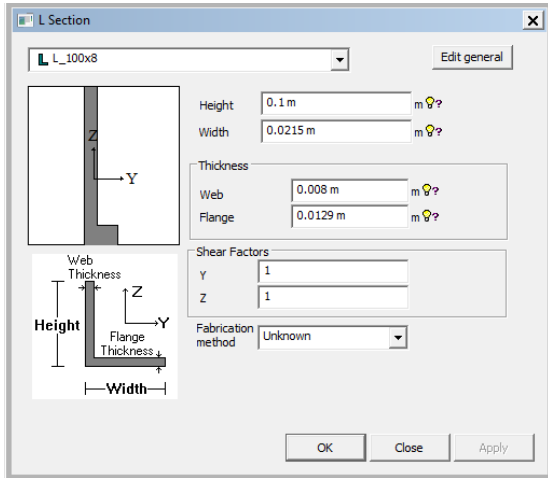 L Section
L_100x8
Edit general
Z
Y
Height 0.1 m m ?
Width 0.0215 m m ?
Thickness
Web 0.008 m m ?
Flange 0.0129 m m ?
Shear Factors
Y 1
Z 1
Fabrication
method Unknown
Web
Thickness
Z
Height
Y
Flange
Thickness
Width
OK Close Apply